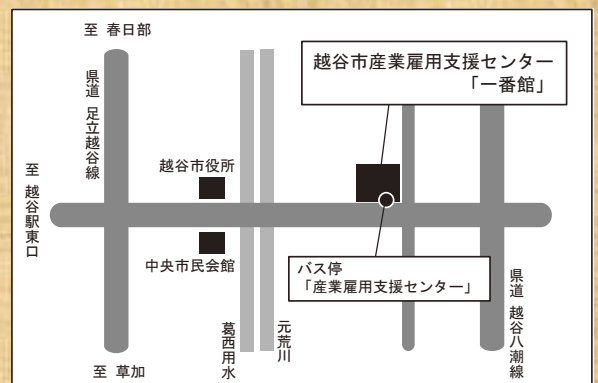 至 春日部
県道 足立越谷線
越谷市産業雇用支援センター
「一番館」
越谷市役所
至 越谷駅東口
中央市民会館
バス停
「産業雇用支援センター」
県道 越谷八潮線
葛西用水
元荒川
至 草加